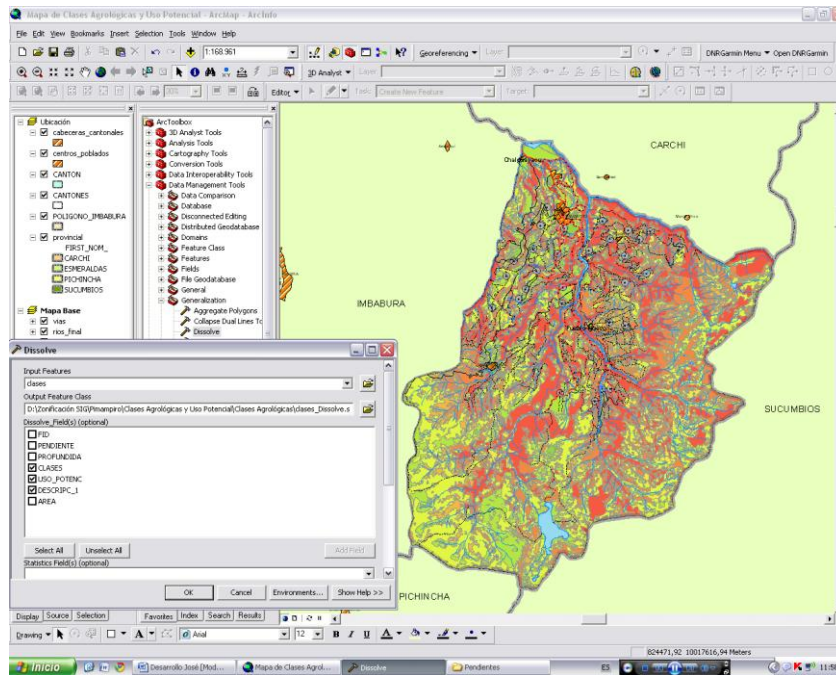 Mapa de Clases Agrológicas y Uso Potencial - ArcMap - ArcInfo
File Edit View Bookmarks Insert Selection Tools Window Help
1:168.961
Georeferencing
Layer:
DNRGarmin Menu
Open DNRGarmin
3D Analyst
Layer:
Editor
Task: Create New Feature
Target:
Ubicación
cabeceras_cantonales
centros_poblados
CANTON
CANTONES
POLIGONO_IMBABURA
provincial
FIRST_NOM_
CARCHI
ESMERALDAS
PICHINCHA
SUCUMBIOS
Mapa Base
vias
rios_final
ArcToolbox
3D Analyst Tools
Analysis Tools
Cartography Tools
Conversion Tools
Data Interoperability Tools
Data Management Tools
Data Comparison
Database
Disconnected Editing
Distributed Geodatabase
Domains
Feature Class
Features
Fields
File Geodatabase
General
Generalization
Aggregate Polygons
Collapse Dual Lines To
Dissolve
CARCHI
IMBABURA
SUCUMBIOS
PICHINCHA
Dissolve
Input Features
clases
Output Feature Class
D:\Zonificación SIG\Pimampiro\Clases Agrológicas y Uso Potencial\Clases Agrológicas\clases_Dissolve.s
Dissolve_Field(s) (optional)
FID
PENDIENTE
PROFUNDIDA
CLASES
USO_POTENC
DESCRIPC_1
AREA
Select All
Unselect All
Add Field
Statistics Field(s) (optional)
OK
Cancel
Environments...
Show Help >>
Display Source Selection
Favorites Index Search Results
Drawing
Arial
12
B I U
824471,92 10017616,94 Meters
Inicio
Desarrollo José [Mod...
Mapa de Clases Agrol...
Dissolve
Pendientes
ES